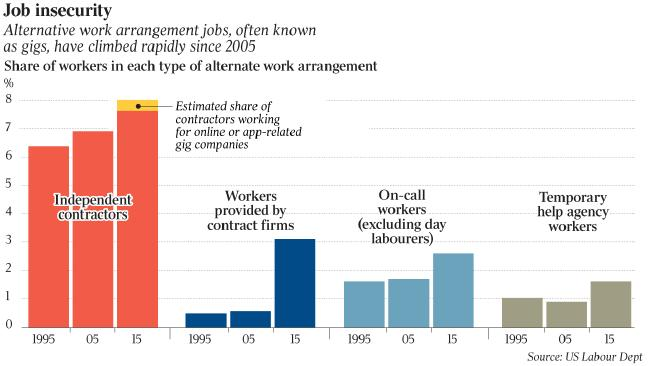 Job insecurity
Alternative work arrangement jobs, often known
as gigs, have climbed rapidly since 2005
Share of workers in each type of alternate work arrangement
%
8
7
6
5
4
3
2
1
0
Estimated share of
contractors working
for online or app-related
gig companies
Independent
contractors
Workers
provided by
contract firms
On-call
workers
(excluding day
labourers)
Temporary
help agency
workers
1995 05 15 1995 05 15 1995 05 15 1995 05 15
Source: US Labour Dept